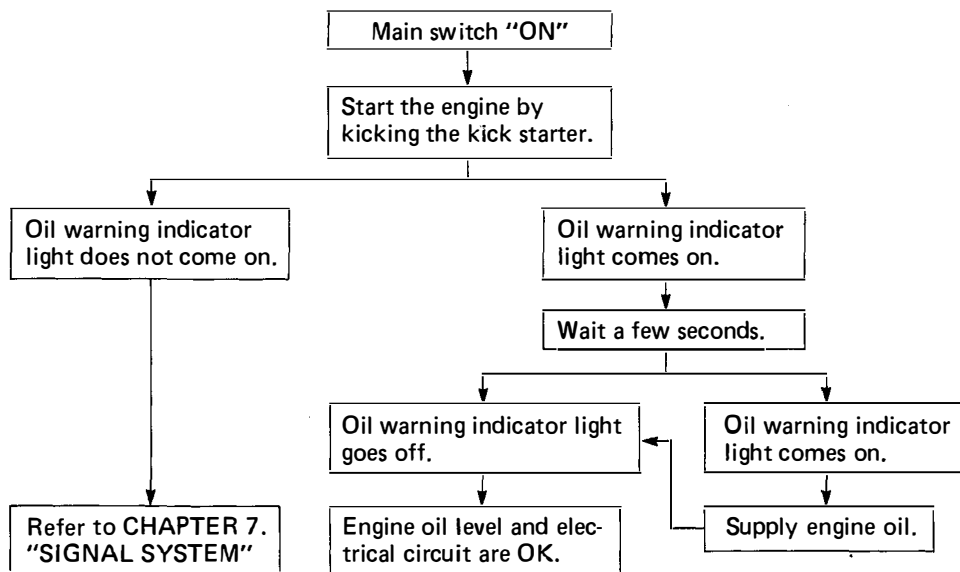 Main switch “ON”
Start the engine by
kicking the kick starter.
Oil warning indicator
light does not come on.
Oil warning indicator
light comes on.
Wait a few seconds.
Oil warning indicator light
goes off.
Oil warning indicator
light comes on.
Refer to CHAPTER 7.
“SIGNAL SYSTEM”
Engine oil level and elec-
trical circuit are OK.
Supply engine oil.